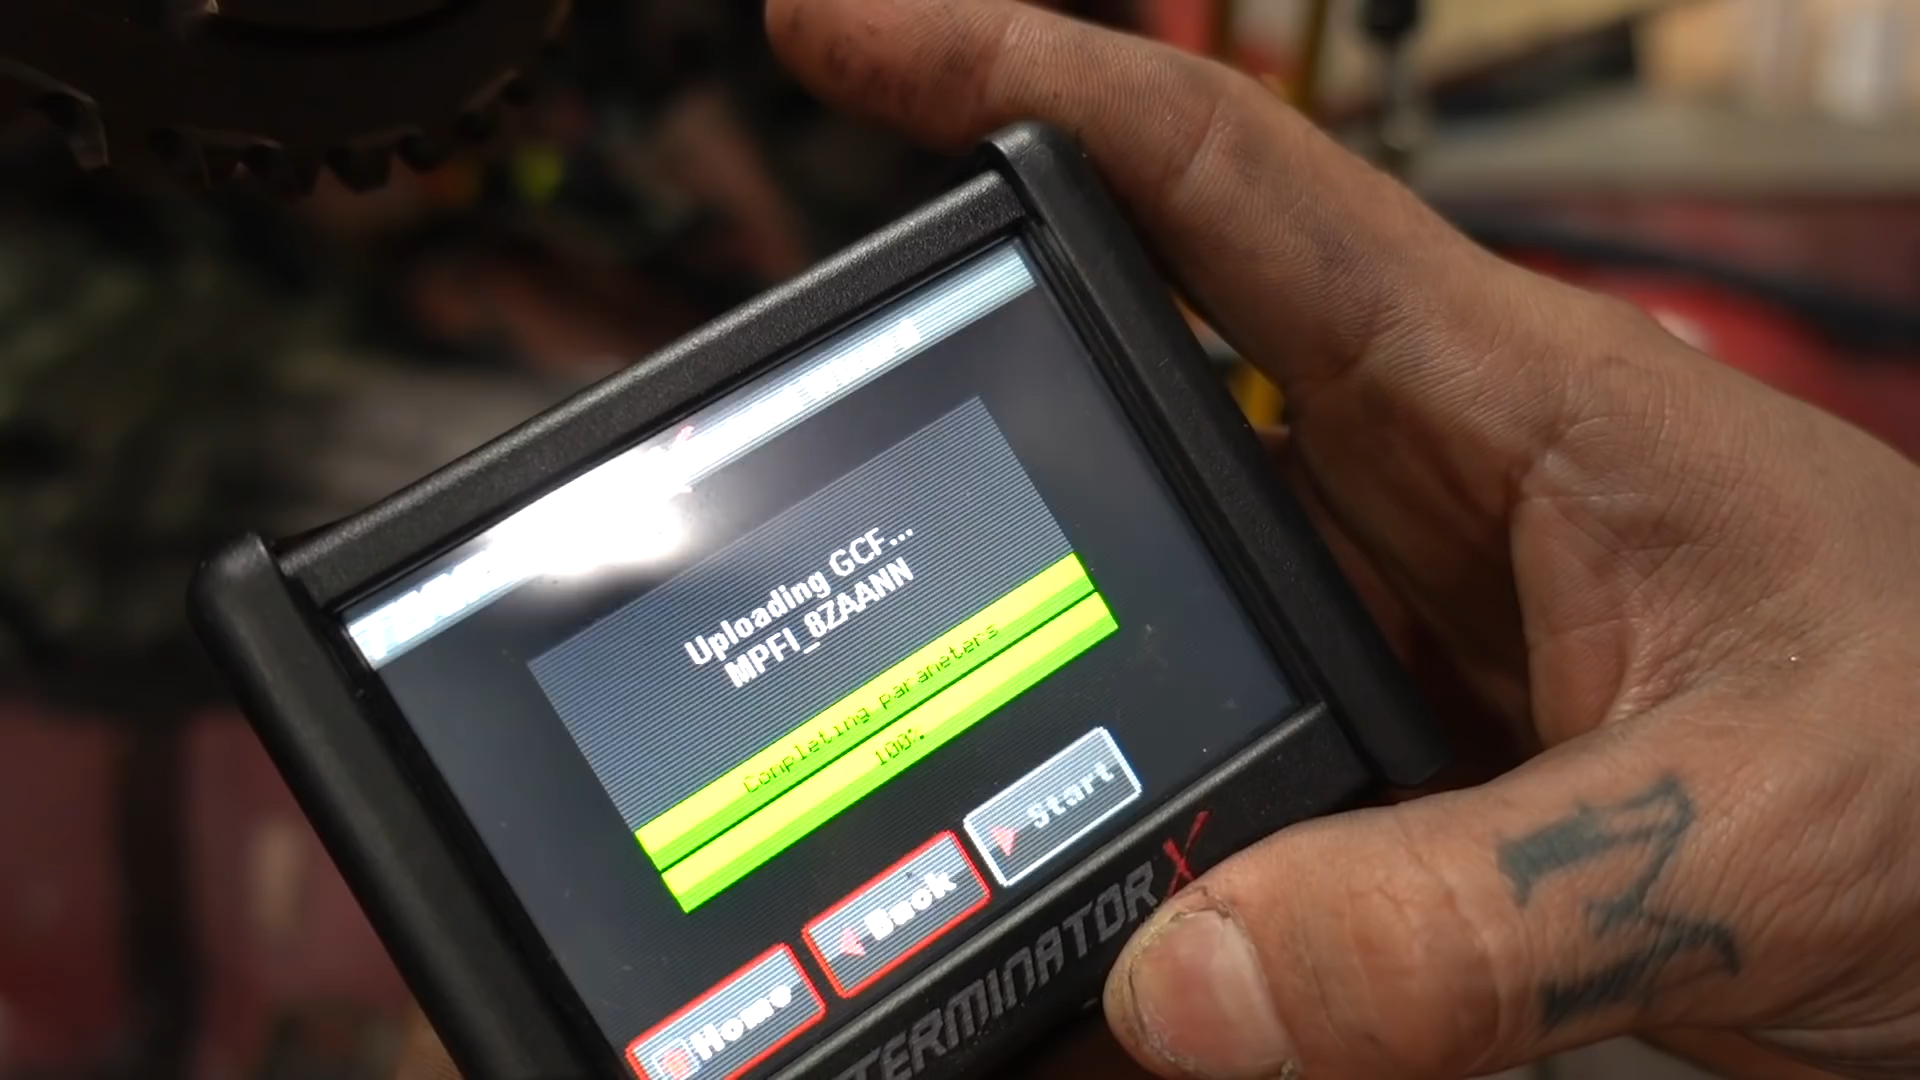 Uploading GCF...
MPFI_8ZAANN
Completing parameters
100%
Start
Back
Home
TERMINATOR X